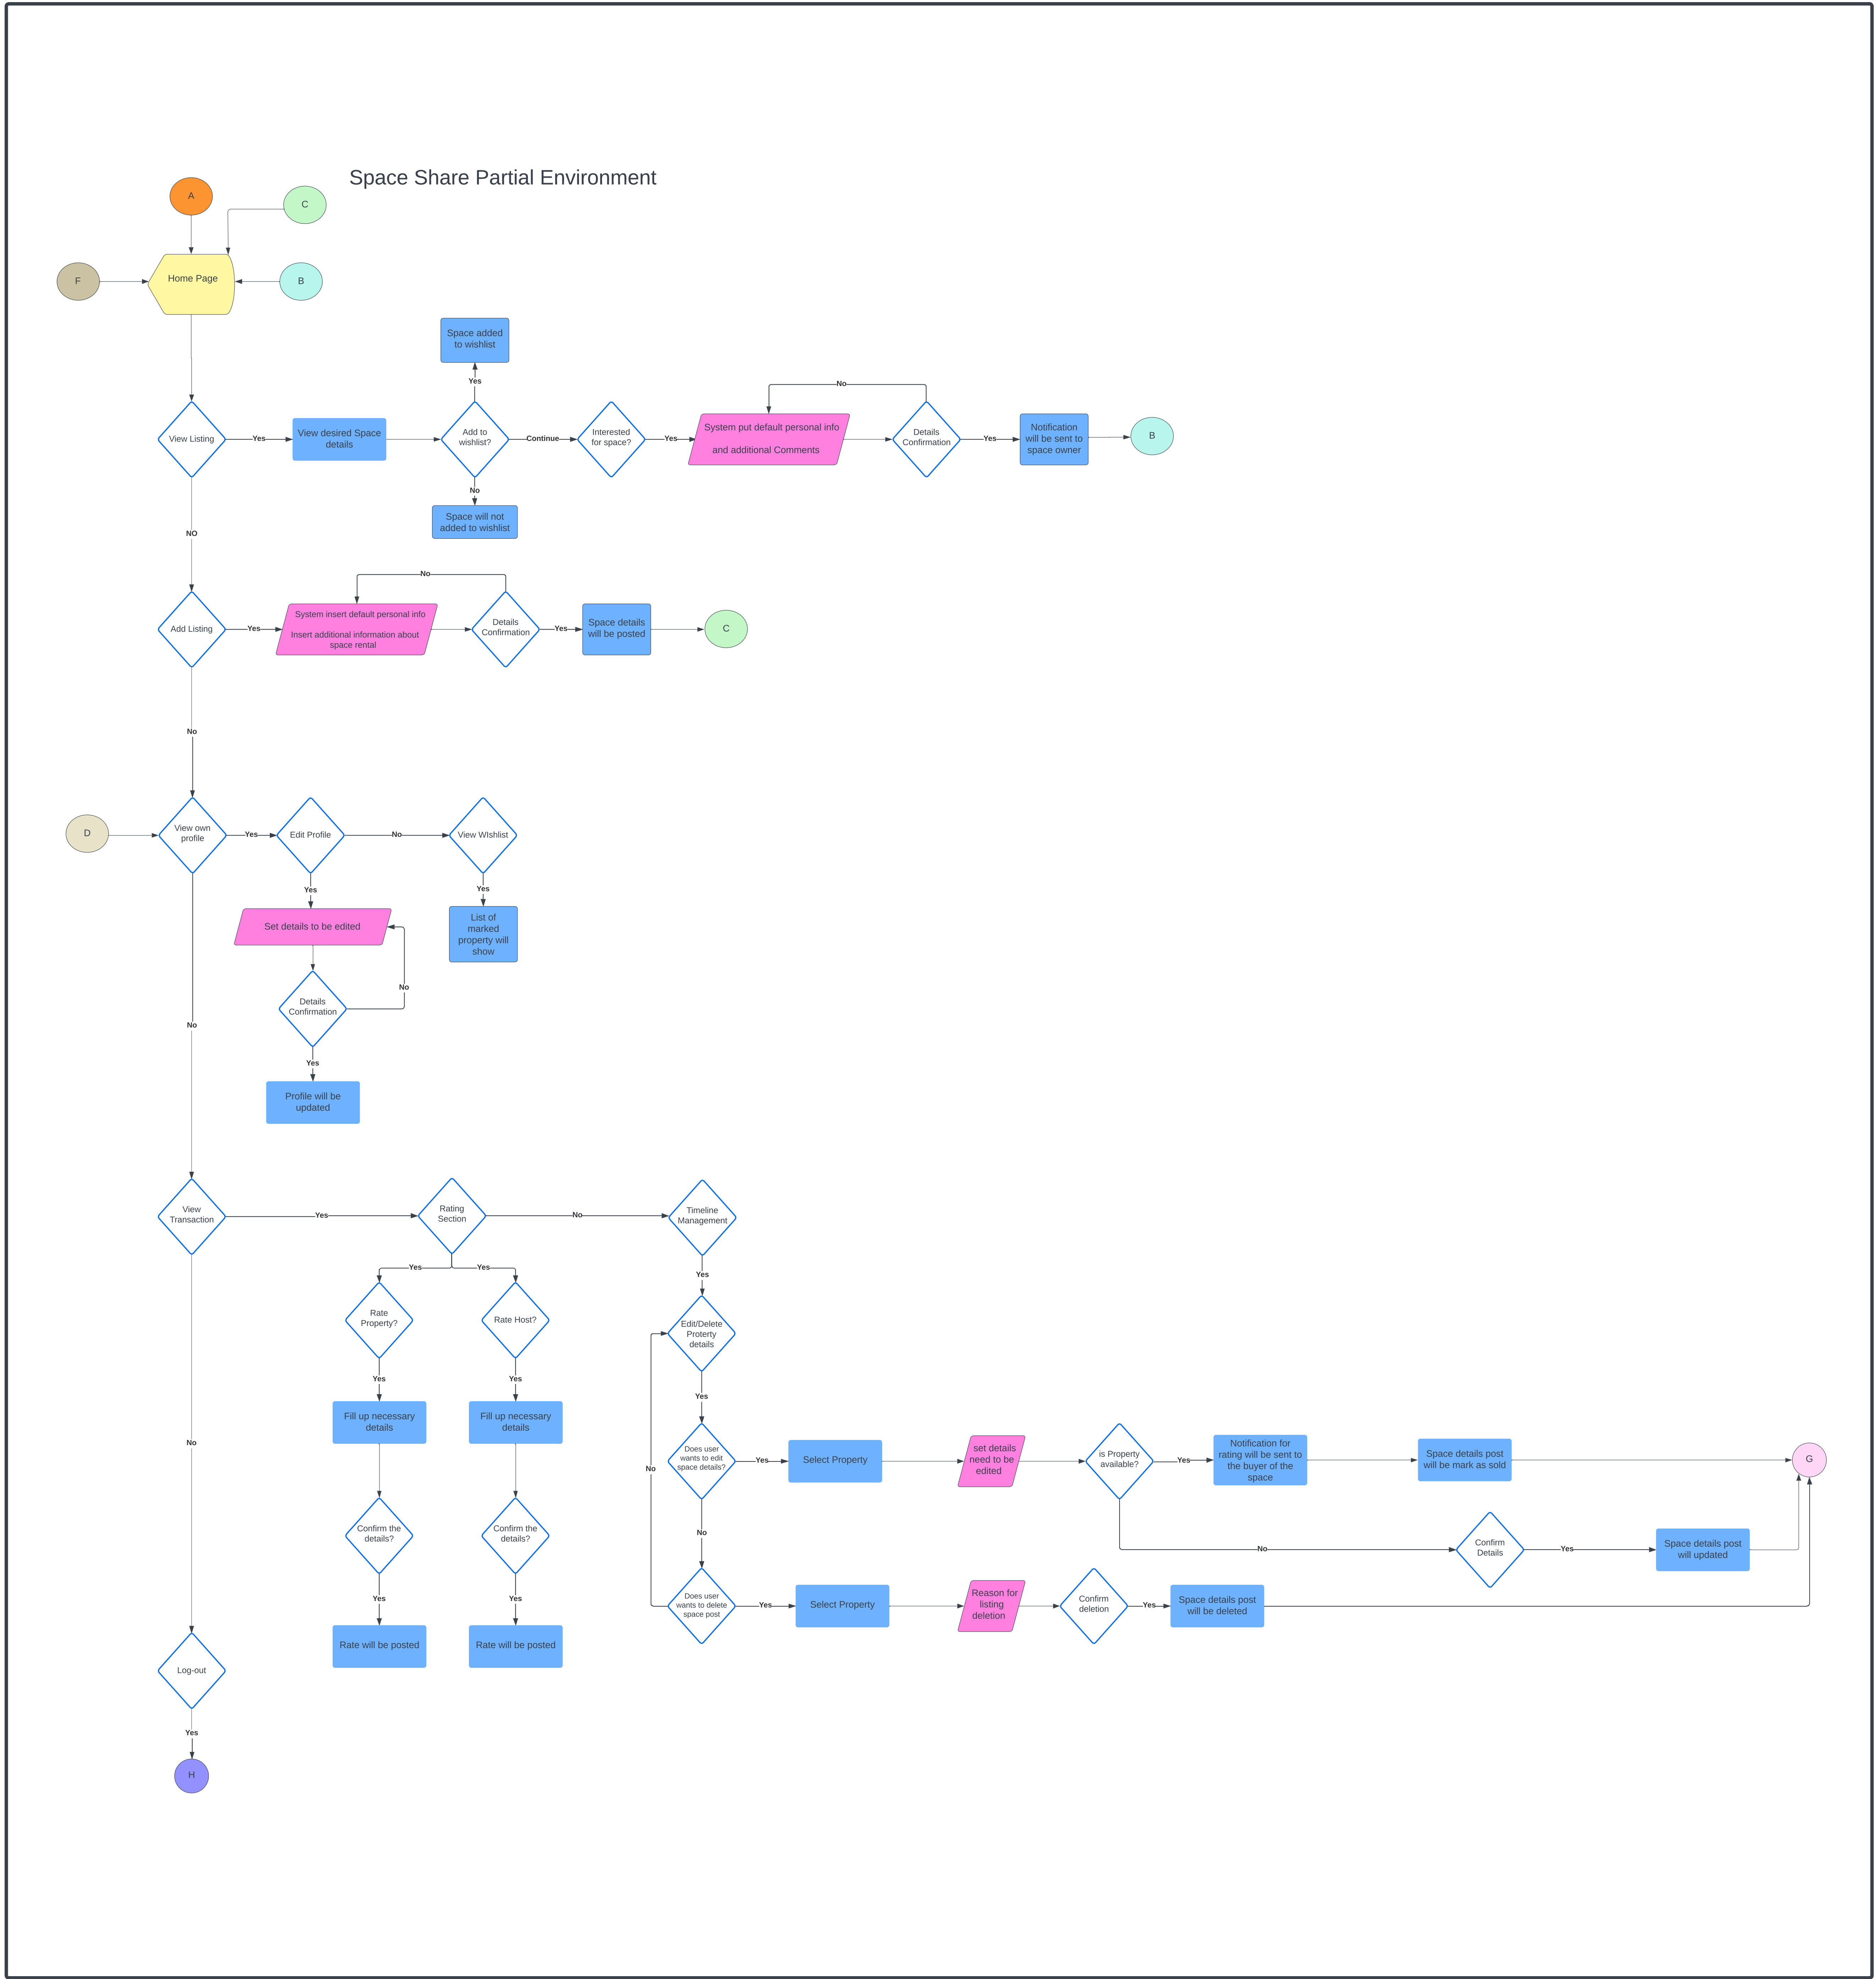 Space Share Partial Environment
A
C
F
Home Page
B
Space added
to wishlist
Yes
No
View Listing
Yes
View desired Space
details
Add to
wishlist?
Continue
Interested
for space?
Yes
System put default personal info
and additional Comments
Details
Confirmation
Yes
Notification
will be sent to
space owner
B
No
Space will not
added to wishlist
NO
No
Add Listing
Yes
System insert default personal info
Insert additional information about
space rental
Details
Confirmation
Yes
Space details
will be posted
C
No
D
View own
profile
Yes
Edit Profile
No
View WIshlist
Yes
Yes
Set details to be edited
List of
marked
property will
show
No
Details
Confirmation
No
Yes
Profile will be
updated
View
Transaction
Yes
Rating
Section
No
Timeline
Management
Yes
Yes
Yes
Rate
Property?
Rate Host?
Edit/Delete
Proterty
details
Yes
Yes
Yes
Fill up necessary
details
Fill up necessary
details
No
No
Does user
wants to edit
space details?
Yes
Select Property
set details
need to be
edited
is Property
available?
Yes
Notification for
rating will be sent to
the buyer of the
space
Space details post
will be mark as sold
G
Confirm the
details?
Confirm the
details?
No
No
Confirm
Details
Yes
Space details post
will updated
Yes
Yes
Does user
wants to delete
space post
Yes
Select Property
Reason for
listing
deletion
Confirm
deletion
Yes
Space details post
will be deleted
Rate will be posted
Rate will be posted
Log-out
Yes
H